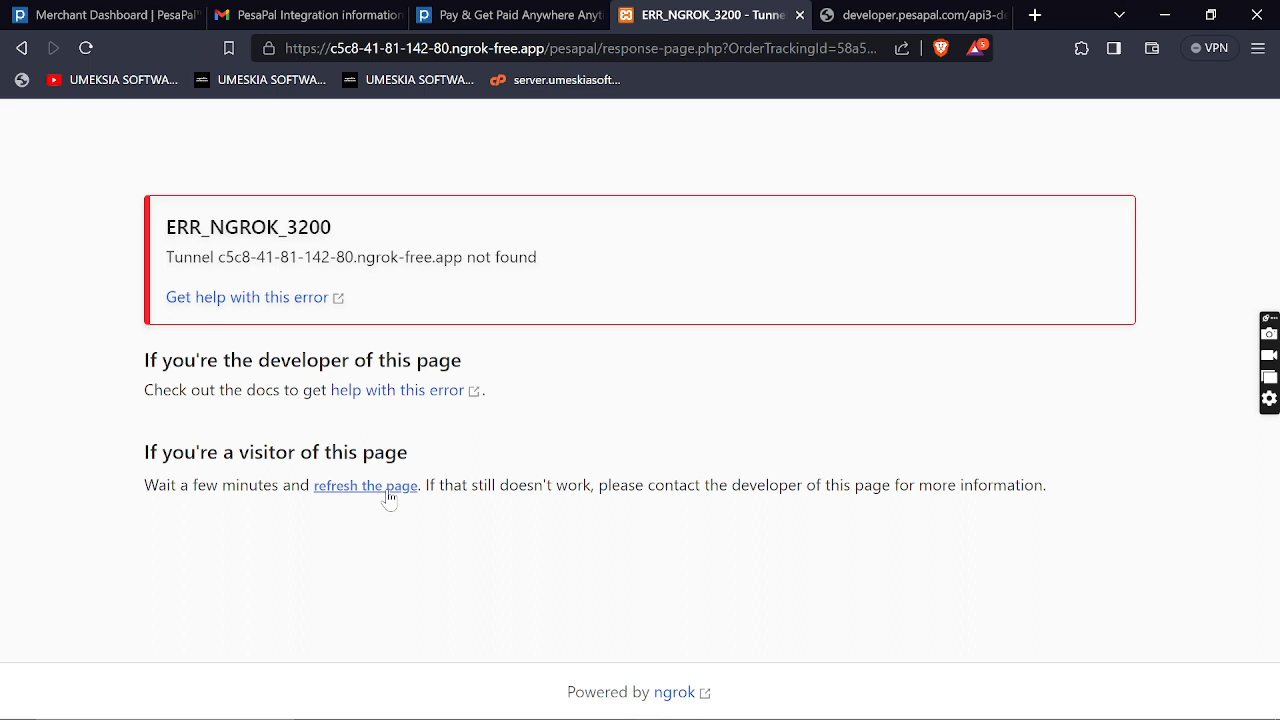 Merchant Dashboard | PesaPal
PesaPal Integration information
Pay & Get Paid Anywhere Anyti
ERR_NGROK_3200 - Tunne
developer.pesapal.com/api3-de
https://c5c8-41-81-142-80.ngrok-free.app/pesapal/response-page.php?OrderTrackingId=58a5...
5
VPN
UMEKSIA SOFTWA...
UMESKIA SOFTWA...
UMESKIA SOFTWA...
server.umeskiasoft...
ERR_NGROK_3200
Tunnel c5c8-41-81-142-80.ngrok-free.app not found
Get help with this error
If you're the developer of this page
Check out the docs to get help with this error.
If you're a visitor of this page
Wait a few minutes and refresh the page. If that still doesn't work, please contact the developer of this page for more information.
Powered by ngrok